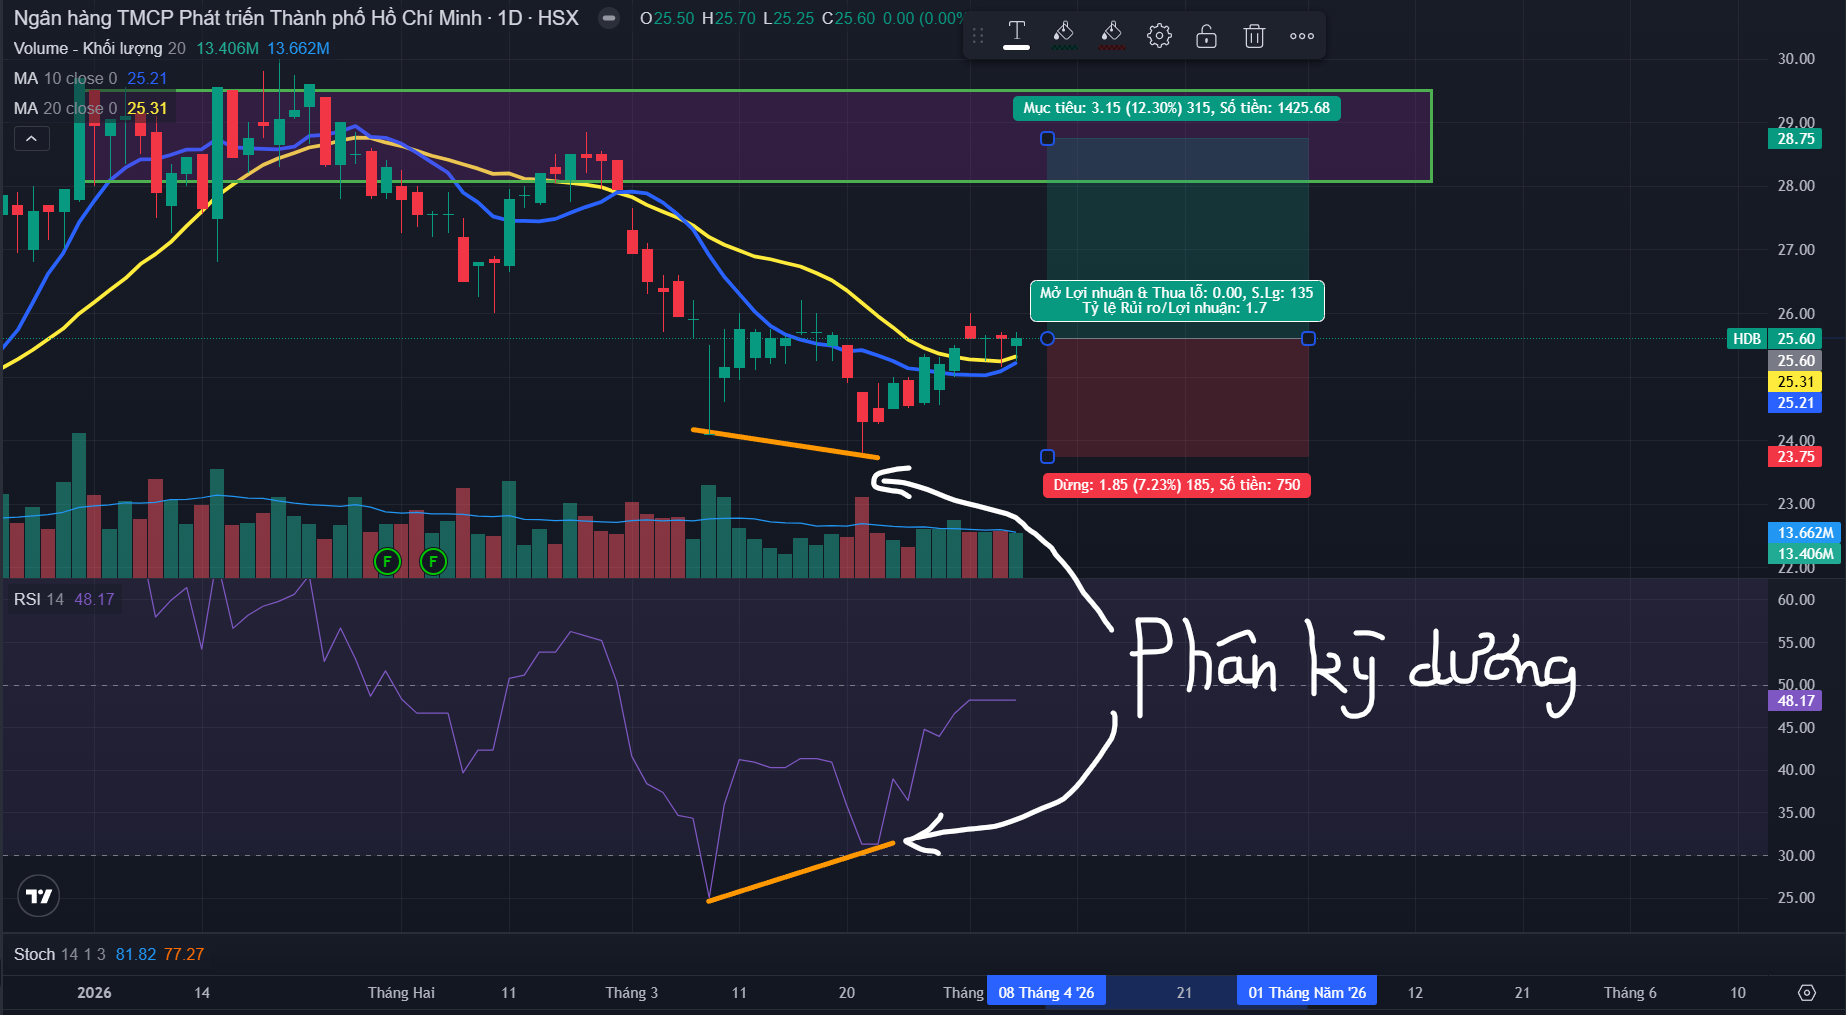 Ngân hàng TMCP Phát triển Thành phố Hồ Chí Minh · 1D · HSX
O25.50 H25.70 L25.25 C25.60 0.00 (0.00%
Volume - Khối lượng 20 13.406M 13.662M
MA 10 close 0 25.21
MA 20 close 0 25.31
T
Mục tiêu: 3.15 (12.30%) 315, Số tiền: 1425.68
Mở Lợi nhuận & Thua lỗ: 0.00, S.Lg: 135
Tỷ lệ Rủi ro/Lợi nhuận: 1.7
Dừng: 1.85 (7.23%) 185, Số tiền: 750
30.00
29.00
28.75
28.00
27.00
26.00
HDB 25.60
25.60
25.31
25.21
24.00
23.75
23.00
13.662M
13.406M
22.00
F F
RSI 14 48.17
Phân kỳ dương
60.00
55.00
50.00
48.17
45.00
40.00
35.00
30.00
25.00
Stoch 14 1 3 81.82 77.27
2026 14 Tháng Hai 11 Tháng 3 11 20 Tháng 08 Tháng 4 '26 21 01 Tháng Năm '26 12 21 Tháng 6 10